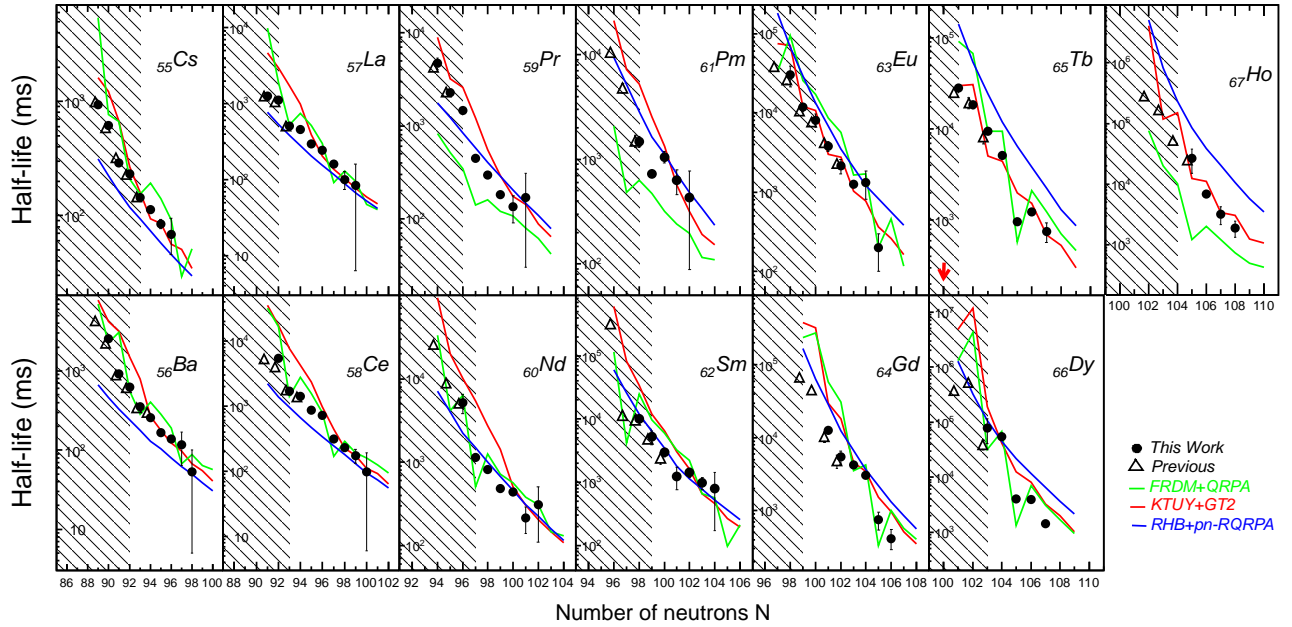 Half-life (ms)
10³
10²
₅₅Cs
10³
10²
10
₅₇La
10⁴
10³
10²
₅₉Pr
10⁴
10³
10²
₆₁Pm
10⁵
10⁴
10³
10²
₆₃Eu
10⁵
10⁴
10³
₆₅Tb
10⁶
10⁵
10⁴
10³
₆₇Ho
100 102 104 106 108 110
Half-life (ms)
10³
10²
10
₅₆Ba
10⁴
10³
10²
10
₅₈Ce
10⁴
10³
10²
₆₀Nd
10⁵
10⁴
10³
10²
₆₂Sm
10⁵
10⁴
10³
₆₄Gd
10⁷
10⁶
10⁵
10⁴
10³
₆₆Dy
This Work
Previous
FRDM+QRPA
KTUY+GT2
RHB+pn-RQRPA
86 88 90 92 94 96 98 100
88 90 92 94 96 98 100 102
92 94 96 98 100 102 104
94 96 98 100 102 104 106
96 98 100 102 104 106 108
100 102 104 106 108 110
Number of neutrons N